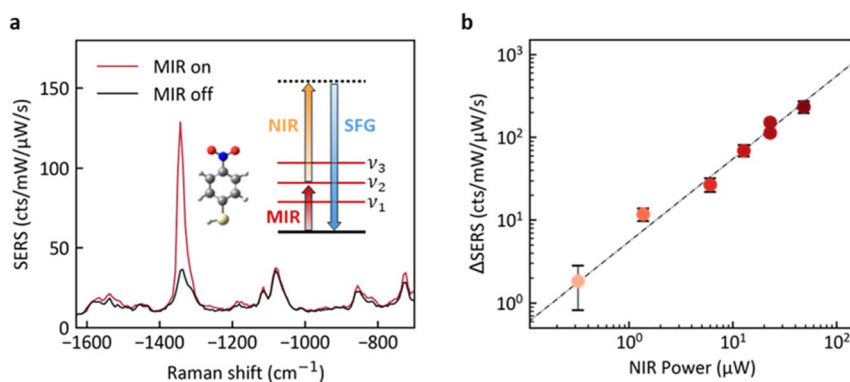 a
SERS (cts/mW/μW/s)
150
100
50
0
MIR on
MIR off
NIR
SFG
MIR
ν3
ν2
ν1
−1600
−1400
−1200
−1000
−800
Raman shift (cm⁻¹)
b
ΔSERS (cts/mW/μW/s)
10³
10²
10¹
10⁰
10⁰
10¹
10²
NIR Power (μW)